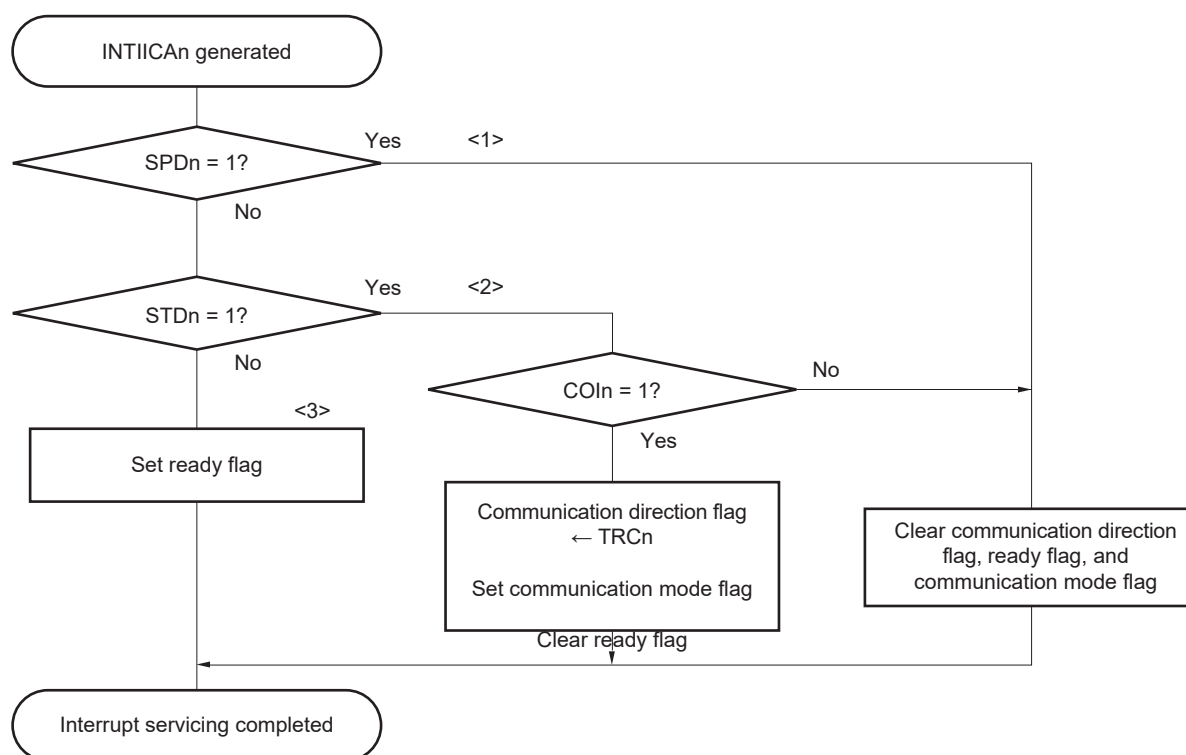 INTIICAn generated
Yes
<1>
SPDn = 1?
No
Yes
<2>
STDn = 1?
No
No
COIn = 1?
<3>
Yes
Set ready flag
Communication direction flag
← TRCn
Set communication mode flag
Clear ready flag
Clear communication direction
flag, ready flag, and
communication mode flag
Interrupt servicing completed